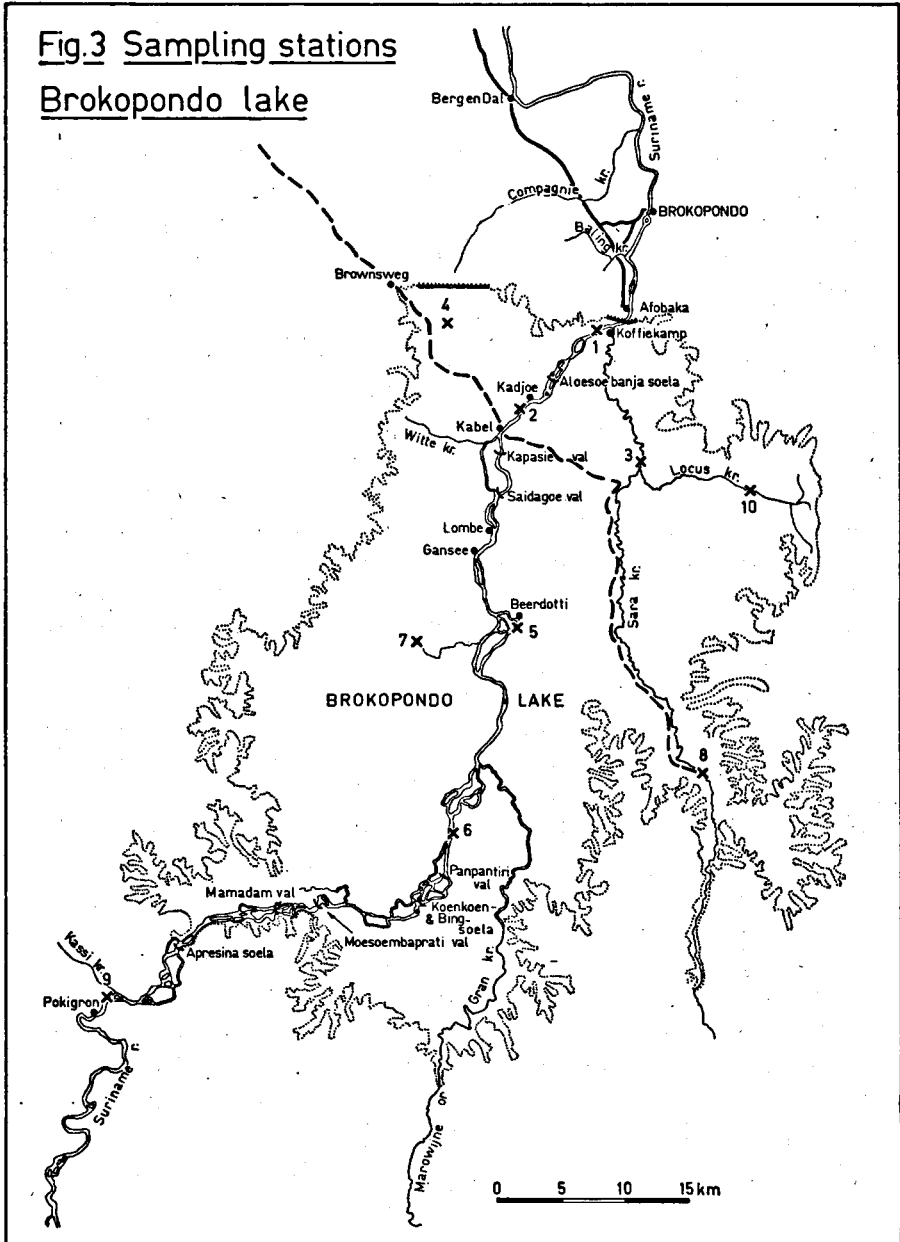 Fig.3 Sampling stations
Brokopondo lake
BergenDal
Suriname r.
Compagnie kr.
BROKOPONDO
Baling kr.
Brownsweg
4
Afobaka
1
Koffiekamp
Aloesoebanja soela
Kadjoe
2
Kabel
Witte kr.
Kapasie val
3
Locus kr.
10
Saidagoe val
Lombe
Gansee
Sara kr.
Beerdotti
5
7
BROKOPONDO LAKE
8
6
Panpantiri
val
Mamadam val
Koenkoen-
& Bing-
soela
Moesoembaprati val
Apresina soela
Kassi kr.
9
Gran kr.
Pokigron
Suriname r.
Marowijne cr.
0 5 10 15 km